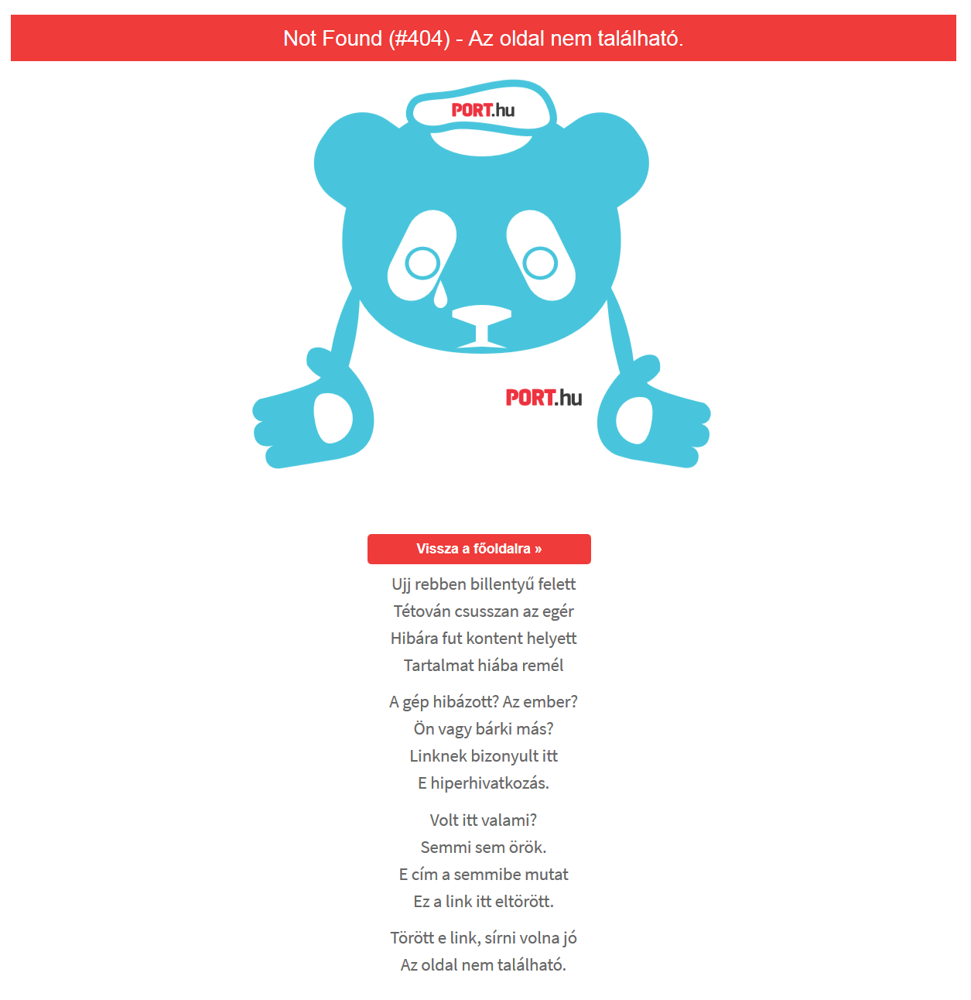 Not Found (#404) - Az oldal nem található.
PORT.hu
PORT.hu
Vissza a főoldalra »
Ujj rebben billentyű felett
Tétován csusszan az egér
Hibára fut kontent helyett
Tartalmat hiába remél
A gép hibázott? Az ember?
Ön vagy bárki más?
Linknek bizonyult itt
E hiperhivatkozás.
Volt itt valami?
Semmi sem örök.
E cím a semmibe mutat
Ez a link itt eltörött.
Törött e link, sírni volna jó
Az oldal nem található.